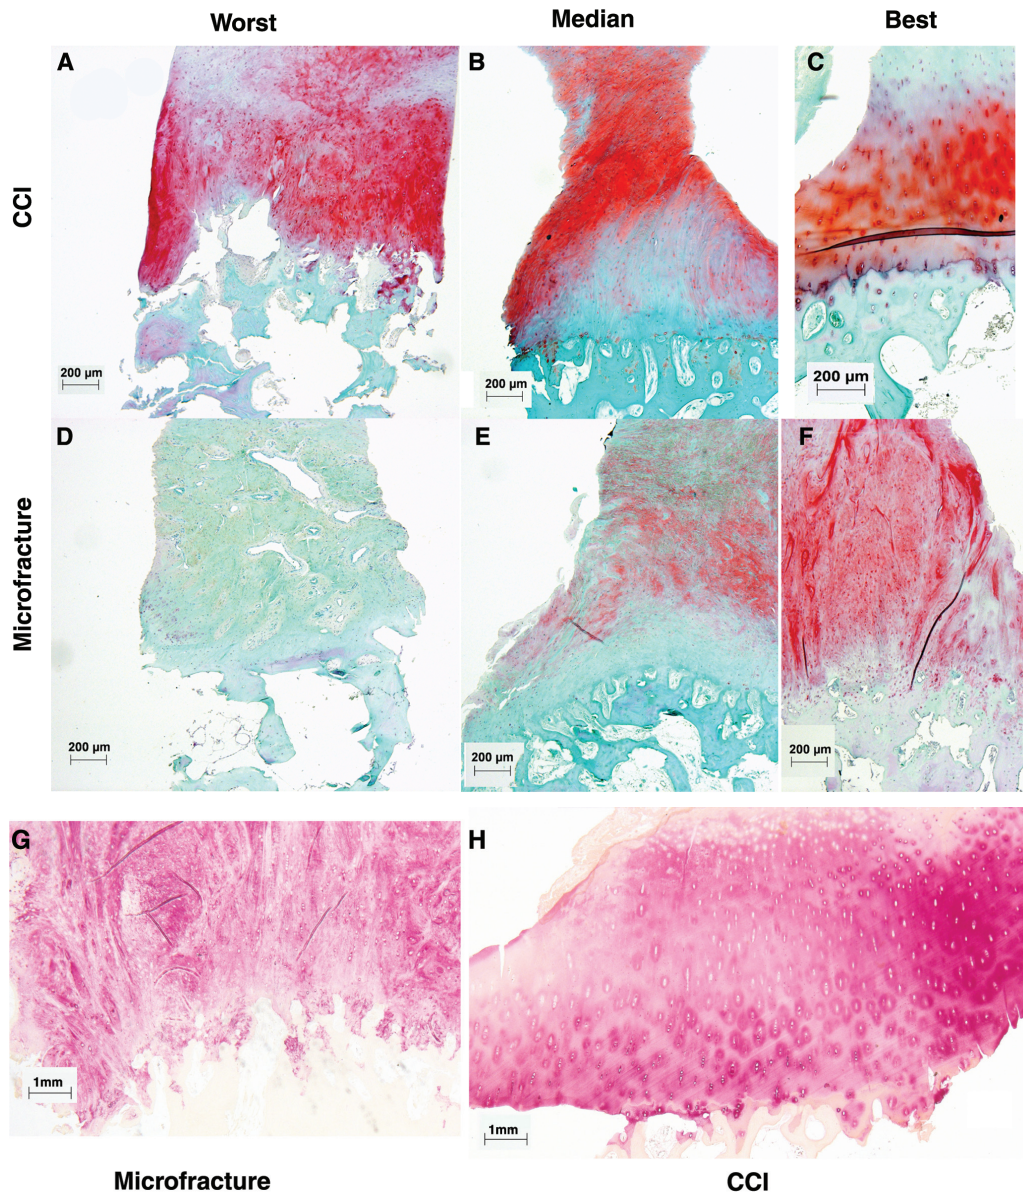 Worst Median Best
CCI
A B C
200 µm 200 µm 200 µm
Microfracture
D E F
200 µm 200 µm 200 µm
G H
1mm 1mm
Microfracture CCI